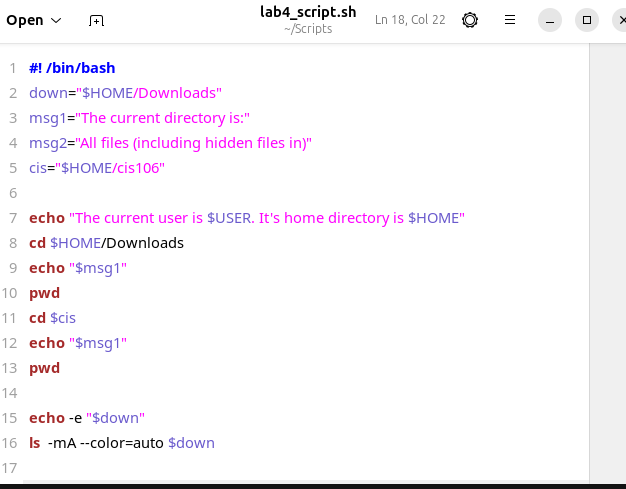 Open
lab4_script.sh
~/Scripts
Ln 18, Col 22
1 #! /bin/bash
2 down="$HOME/Downloads"
3 msg1="The current directory is:"
4 msg2="All files (including hidden files in)"
5 cis="$HOME/cis106"
6
7 echo "The current user is $USER. It's home directory is $HOME"
8 cd $HOME/Downloads
9 echo "$msg1"
10 pwd
11 cd $cis
12 echo "$msg1"
13 pwd
14
15 echo -e "$down"
16 ls  -mA --color=auto $down
17